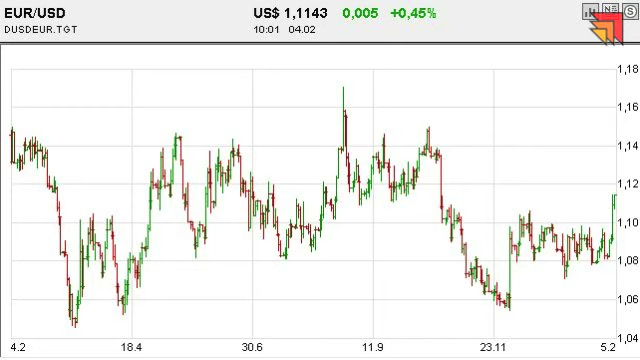 EUR/USD US$ 1,1143 0,005 +0,45%
DUSDEUR.TGT 10:01 04.02
1,18
1,16
1,14
1,12
1,10
1,08
1,06
1,04
4.2 18.4 30.6 11.9 23.11 5.2